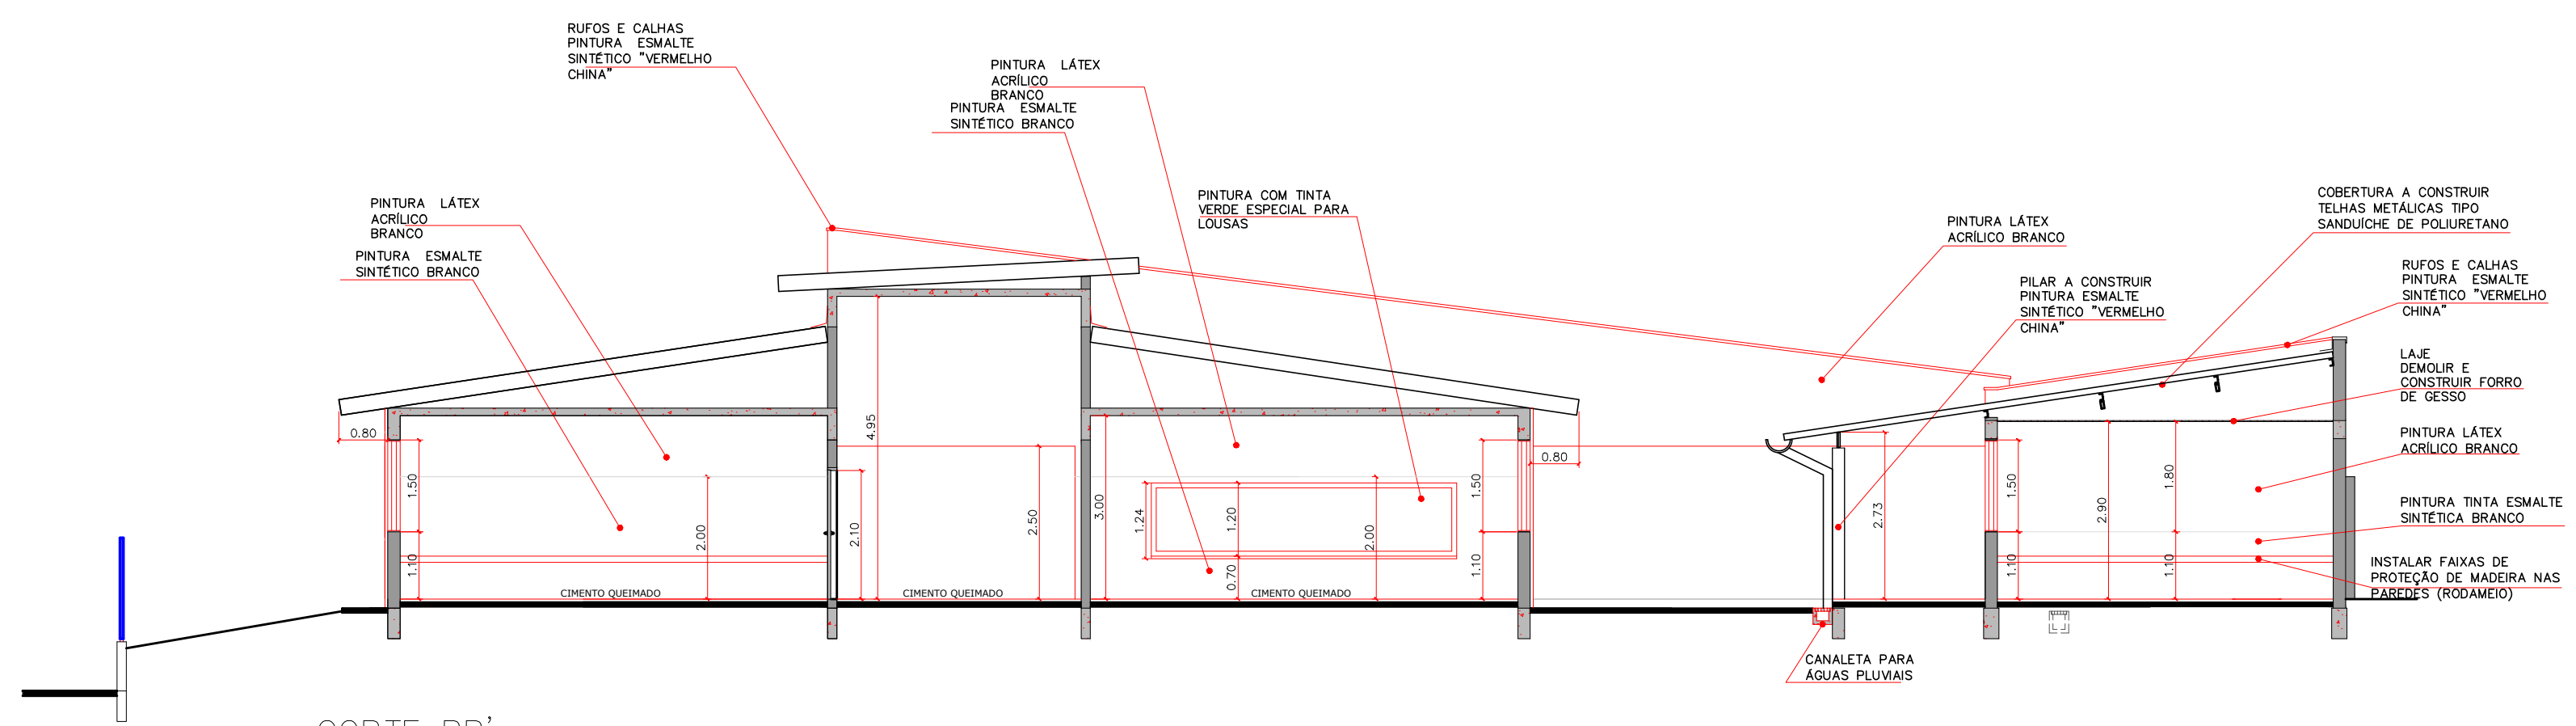 RUFOS E CALHAS
PINTURA ESMALTE
SINTÉTICO "VERMELHO
CHINA"
PINTURA LÁTEX
ACRÍLICO
BRANCO
PINTURA ESMALTE
SINTÉTICO BRANCO
PINTURA LÁTEX
ACRÍLICO
BRANCO
PINTURA ESMALTE
SINTÉTICO BRANCO
PINTURA COM TINTA
VERDE ESPECIAL PARA
LOUSAS
PINTURA LÁTEX
ACRÍLICO BRANCO
COBERTURA A CONSTRUIR
TELHAS METÁLICAS TIPO
SANDUÍCHE DE POLIURETANO
PILAR A CONSTRUIR
PINTURA ESMALTE
SINTÉTICO "VERMELHO
CHINA"
RUFOS E CALHAS
PINTURA ESMALTE
SINTÉTICO "VERMELHO
CHINA"
LAJE
DEMOLIR E
CONSTRUIR FORRO
DE GESSO
PINTURA LÁTEX
ACRÍLICO BRANCO
PINTURA TINTA ESMALTE
SINTÉTICA BRANCO
INSTALAR FAIXAS DE
PROTEÇÃO DE MADEIRA NAS
PAREDES (RODAMEIO)
0.80
1.50
1.10
2.00
2.10
4.95
2.50
3.00
1.24
1.20
0.70
2.00
1.50
1.10
0.80
2.73
1.50
1.10
2.90
1.80
1.10
CIMENTO QUEIMADO
CIMENTO QUEIMADO
CIMENTO QUEIMADO
CANALETA PARA
ÁGUAS PLUVIAIS
CORTE